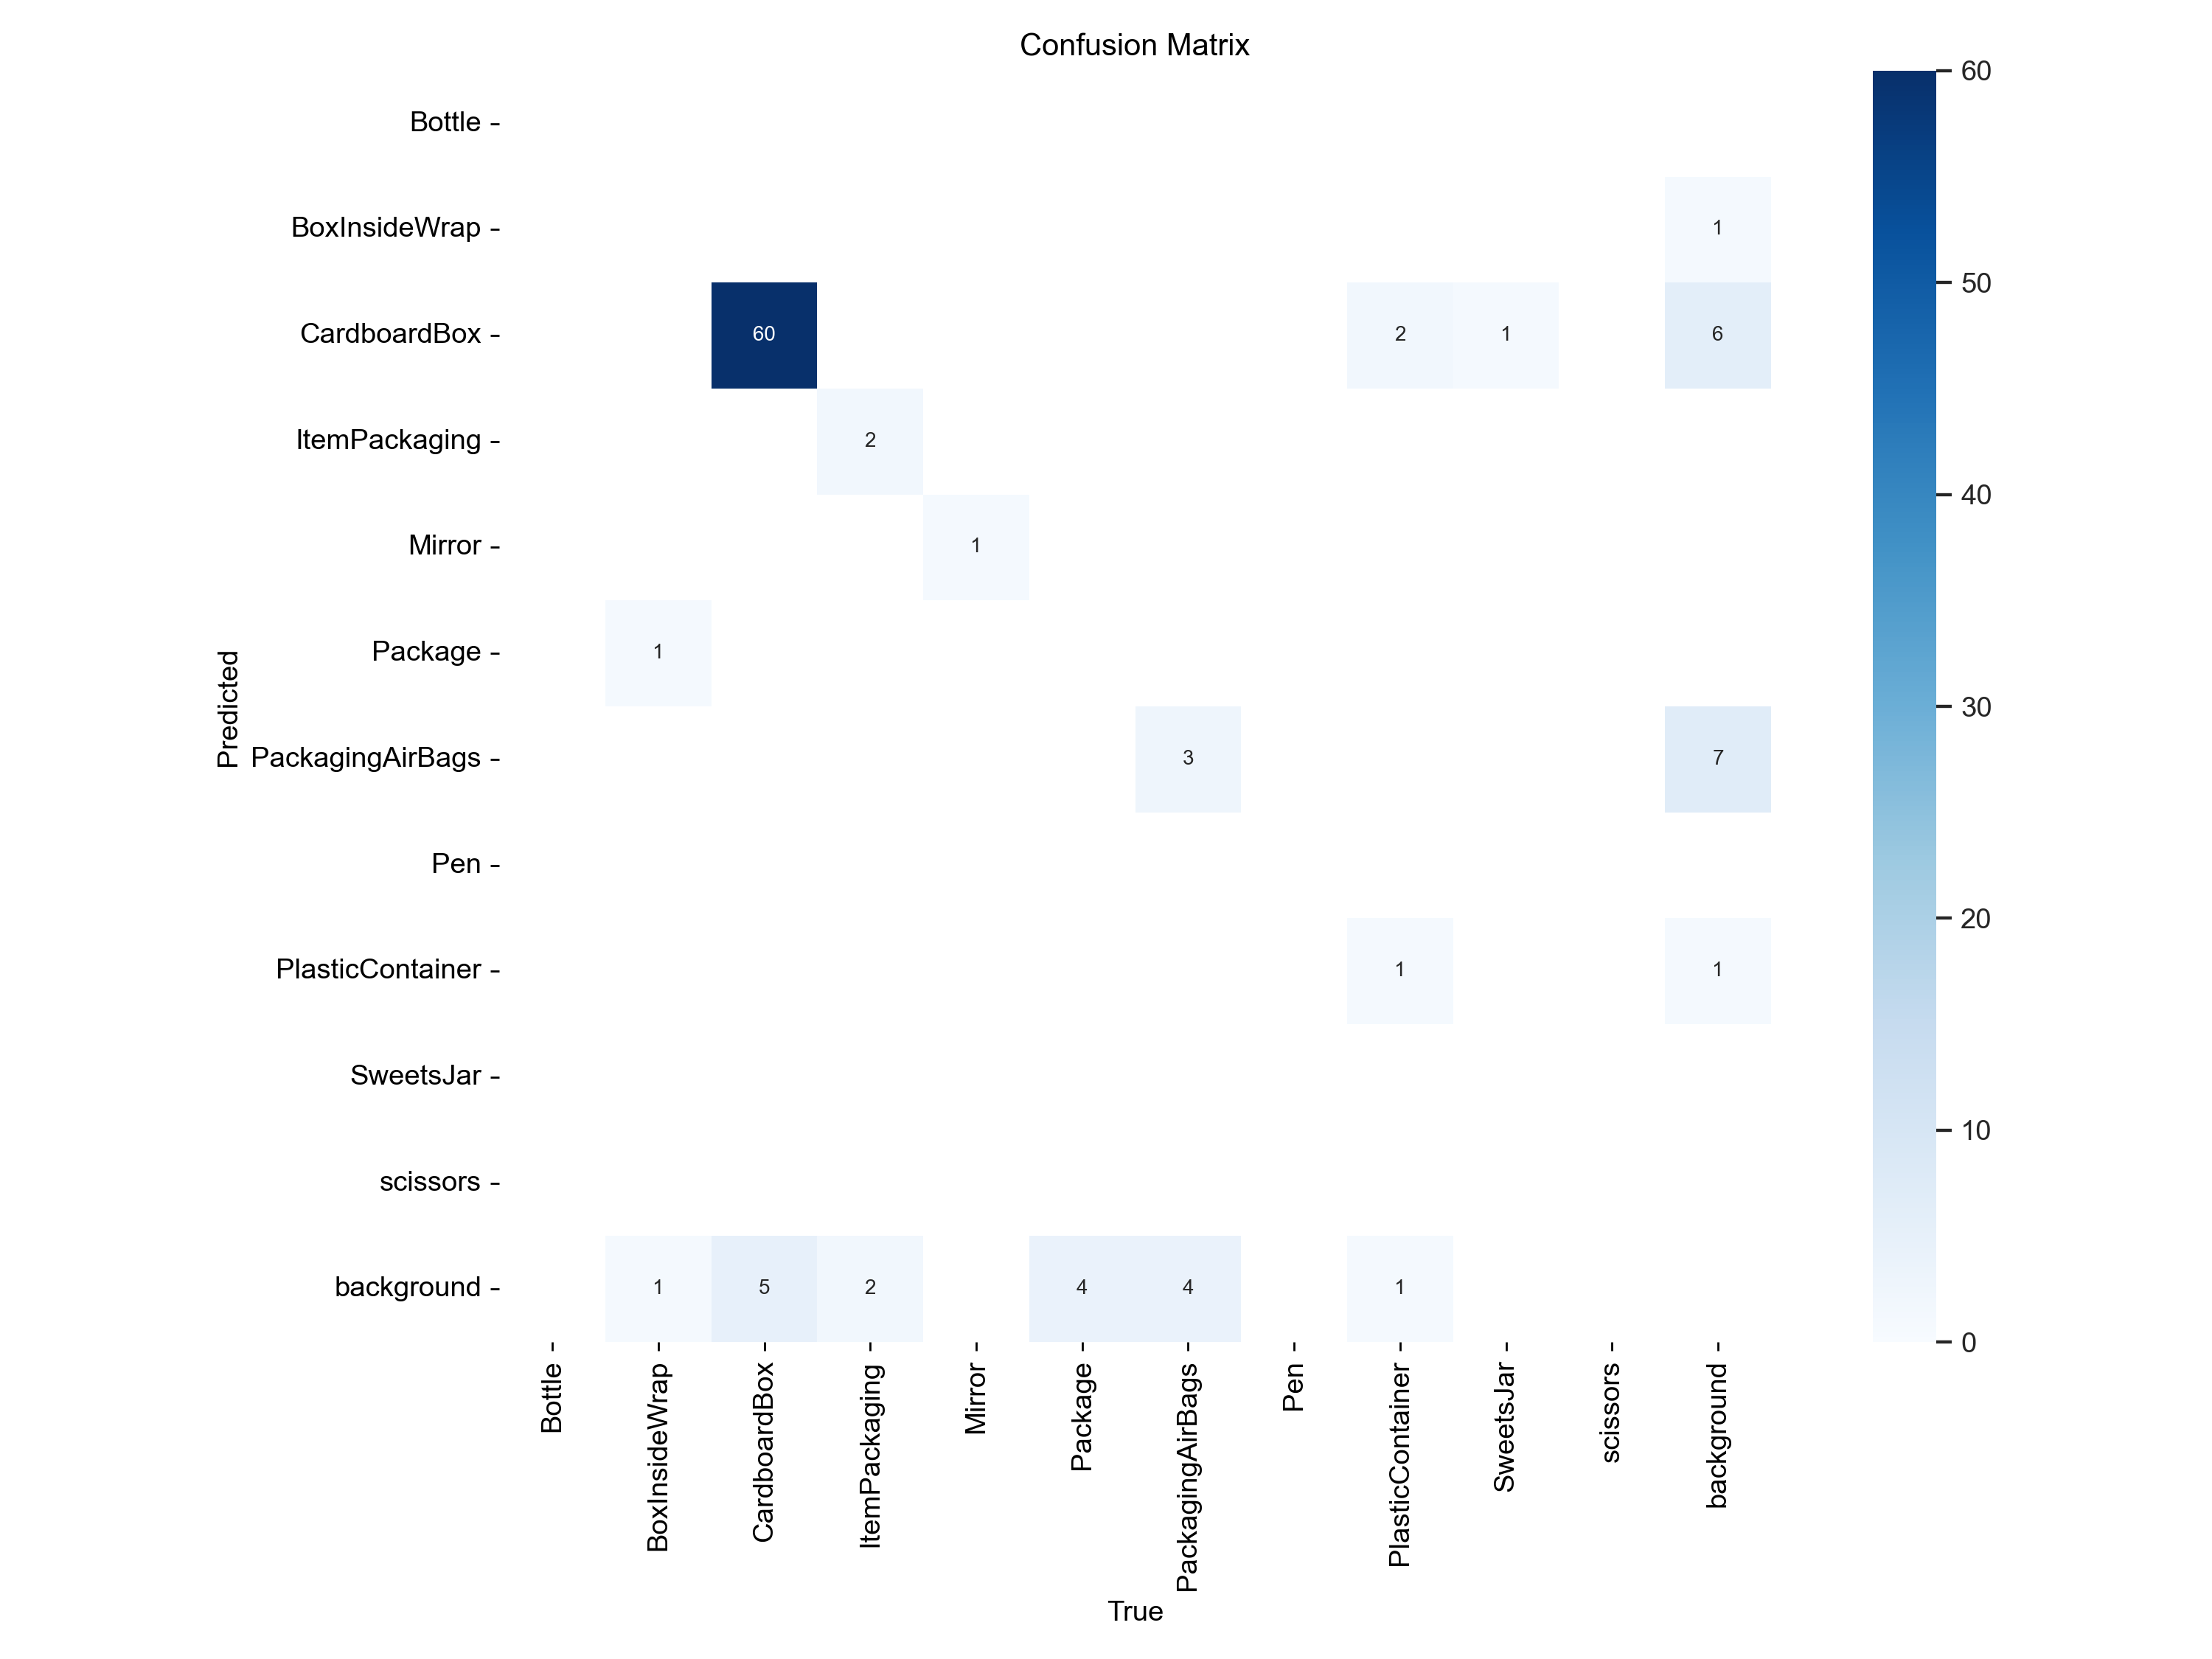 Confusion Matrix
Bottle
BoxInsideWrap 1
CardboardBox 60 2 1 6
ItemPackaging 2
Mirror 1
Package 1
PackagingAirBags 3 7
Pen
PlasticContainer 1 1
SweetsJar
scissors
background 1 5 2 4 4 1
Predicted
Bottle
BoxInsideWrap
CardboardBox
ItemPackaging
Mirror
Package
PackagingAirBags
Pen
PlasticContainer
SweetsJar
scissors
background
True
60
50
40
30
20
10
0